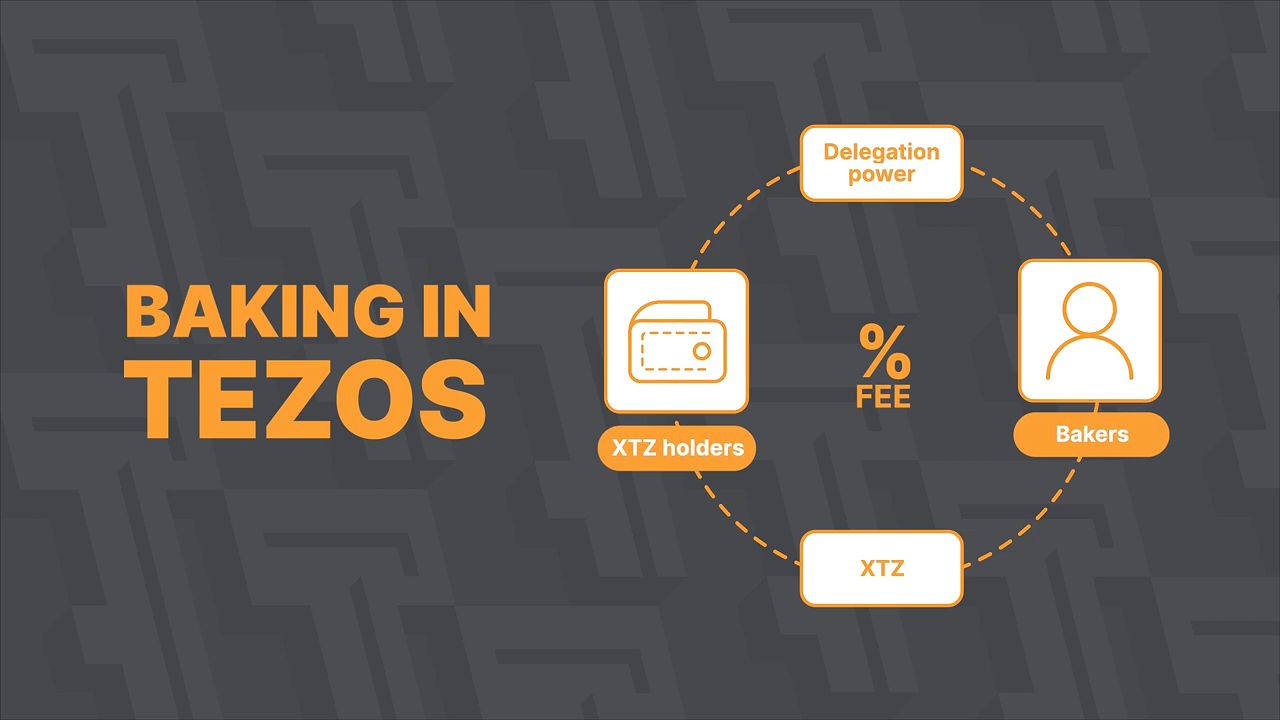 BAKING IN
TEZOS
Delegation
power
XTZ holders
%
FEE
Bakers
XTZ